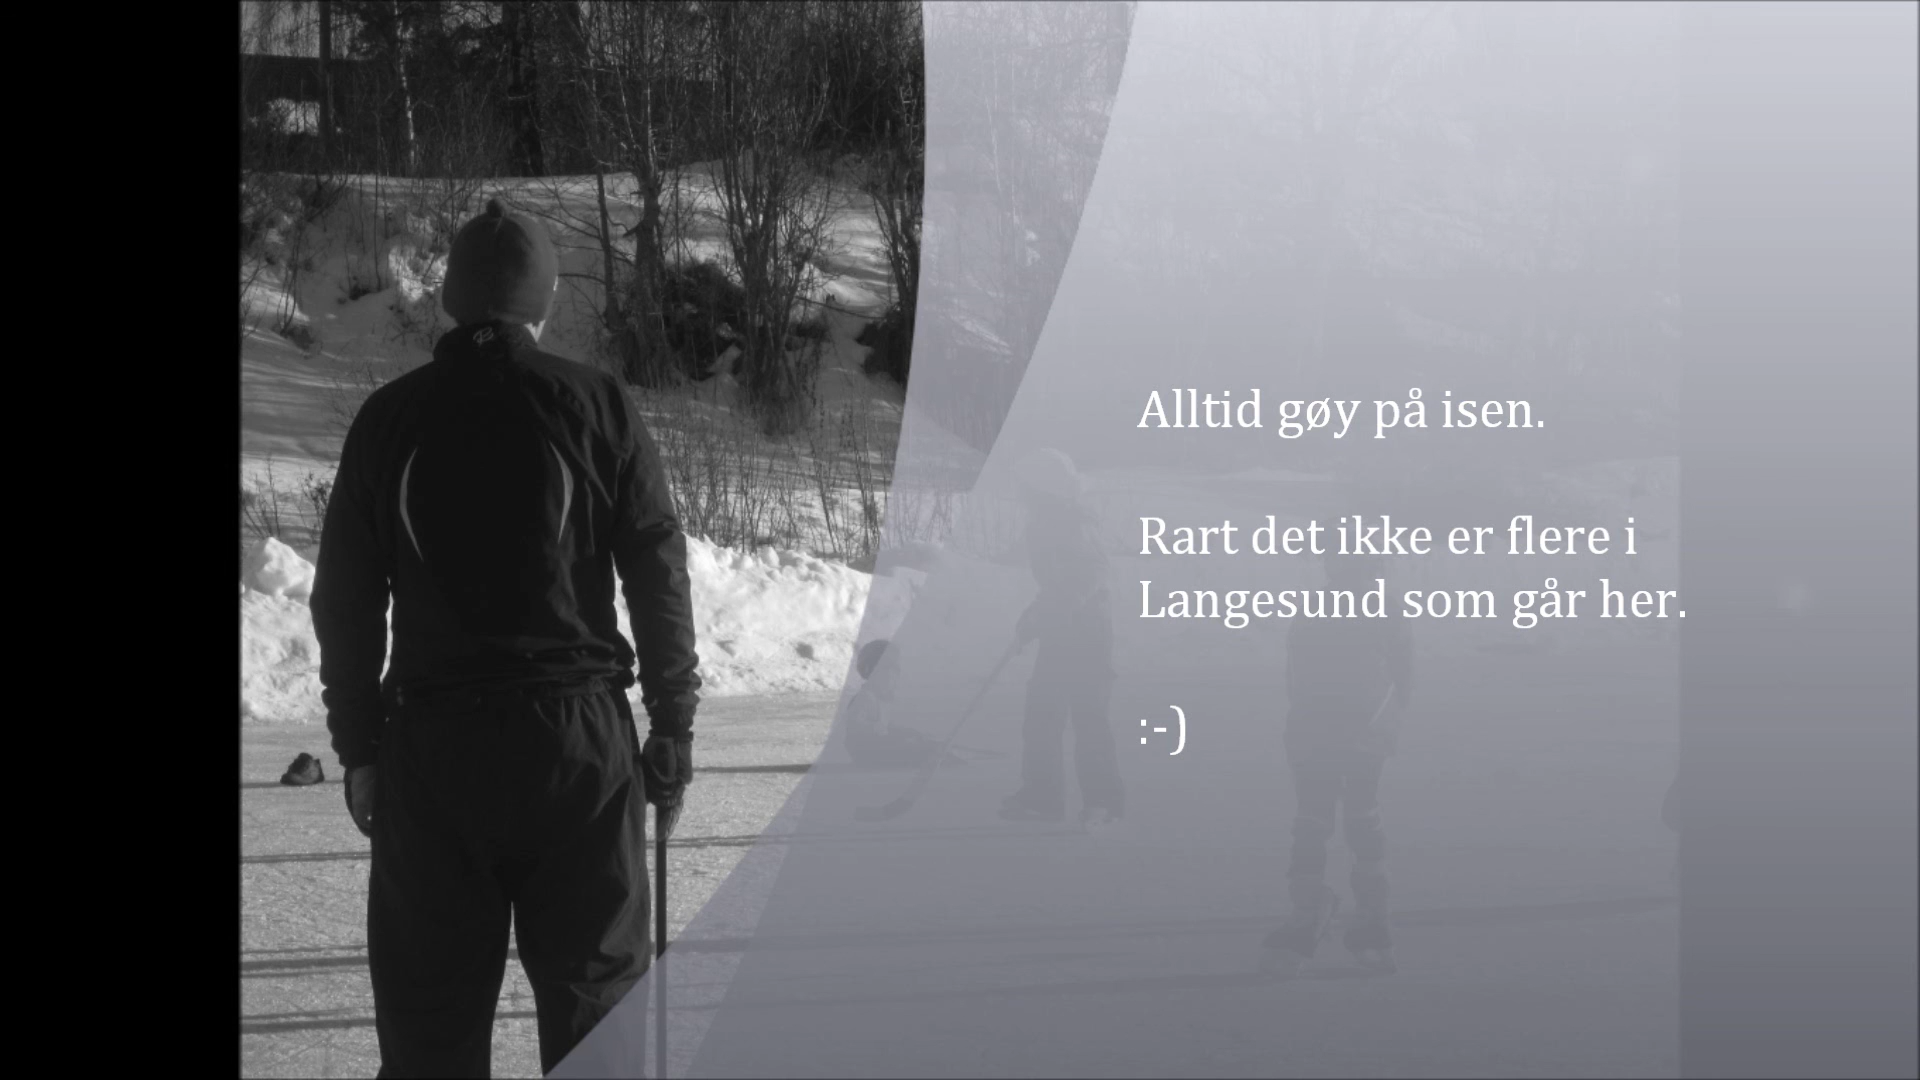 Alltid gøy på isen.
Rart det ikke er flere i
Langesund som går her.
:-)